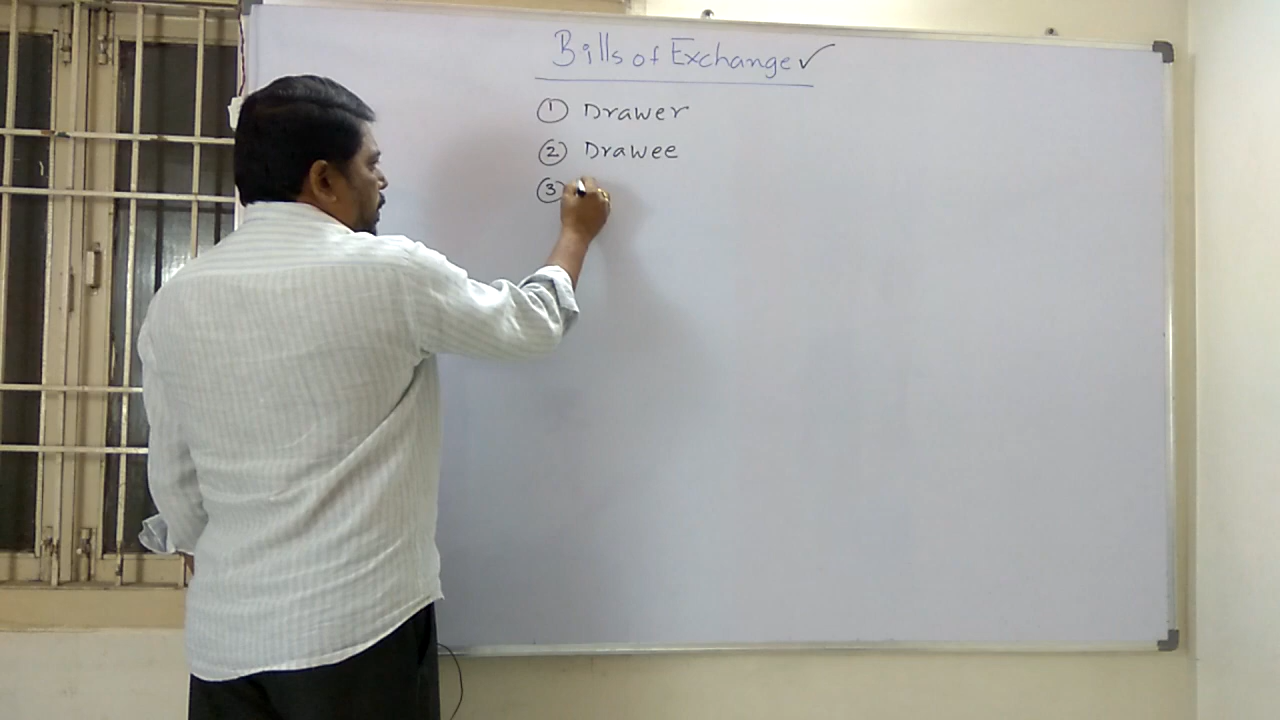 Bills of Exchange ✓
① Drawer
② Drawee
③